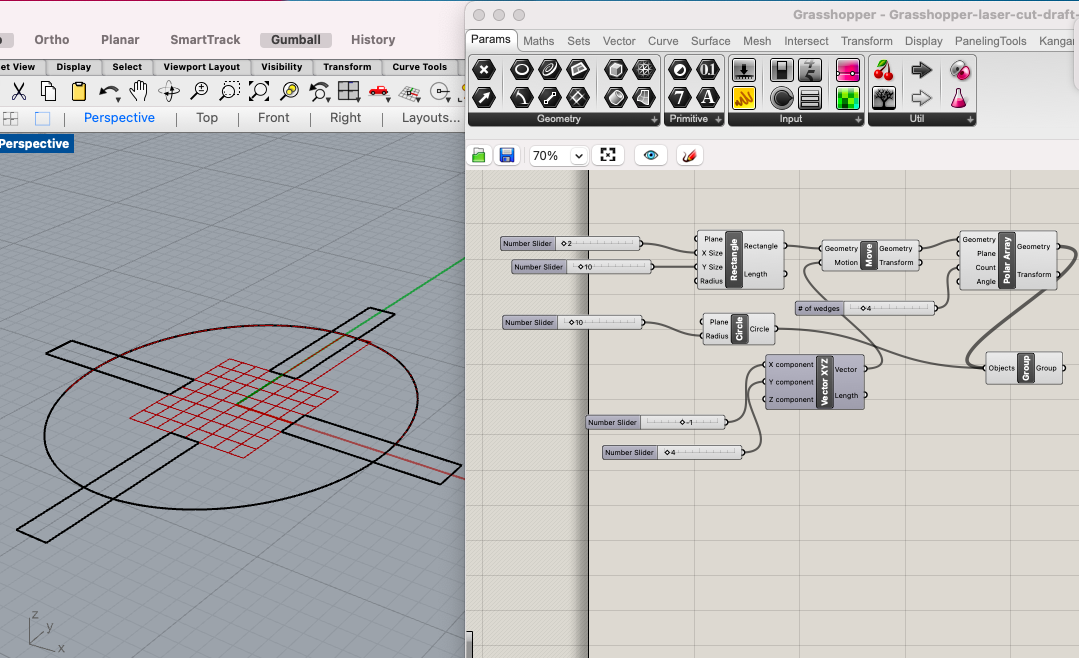 Grasshopper - Grasshopper-laser-cut-draft-
Ortho Planar SmartTrack Gumball History
Params Maths Sets Vector Curve Surface Mesh Intersect Transform Display PanelingTools Kangar
et View Display Select Viewport Layout Visibility Transform Curve Tools
Geometry Primitive Input Util
Perspective Top Front Right Layouts...
Perspective
70%
Number Slider 2
Number Slider 10
Plane
X Size
Y Size
Radius
Rectangle
Rectangle
Length
Geometry
Motion
Move
Geometry
Transform
Geometry
Plane
Count
Angle
Polar Array
Geometry
Transform
# of wedges 4
Number Slider 10
Plane
Radius
Circle
Circle
X component
Y component
Z component
Vector XYZ
Vector
Length
Objects
Group
Group
Number Slider -1
Number Slider 4
z
y
x